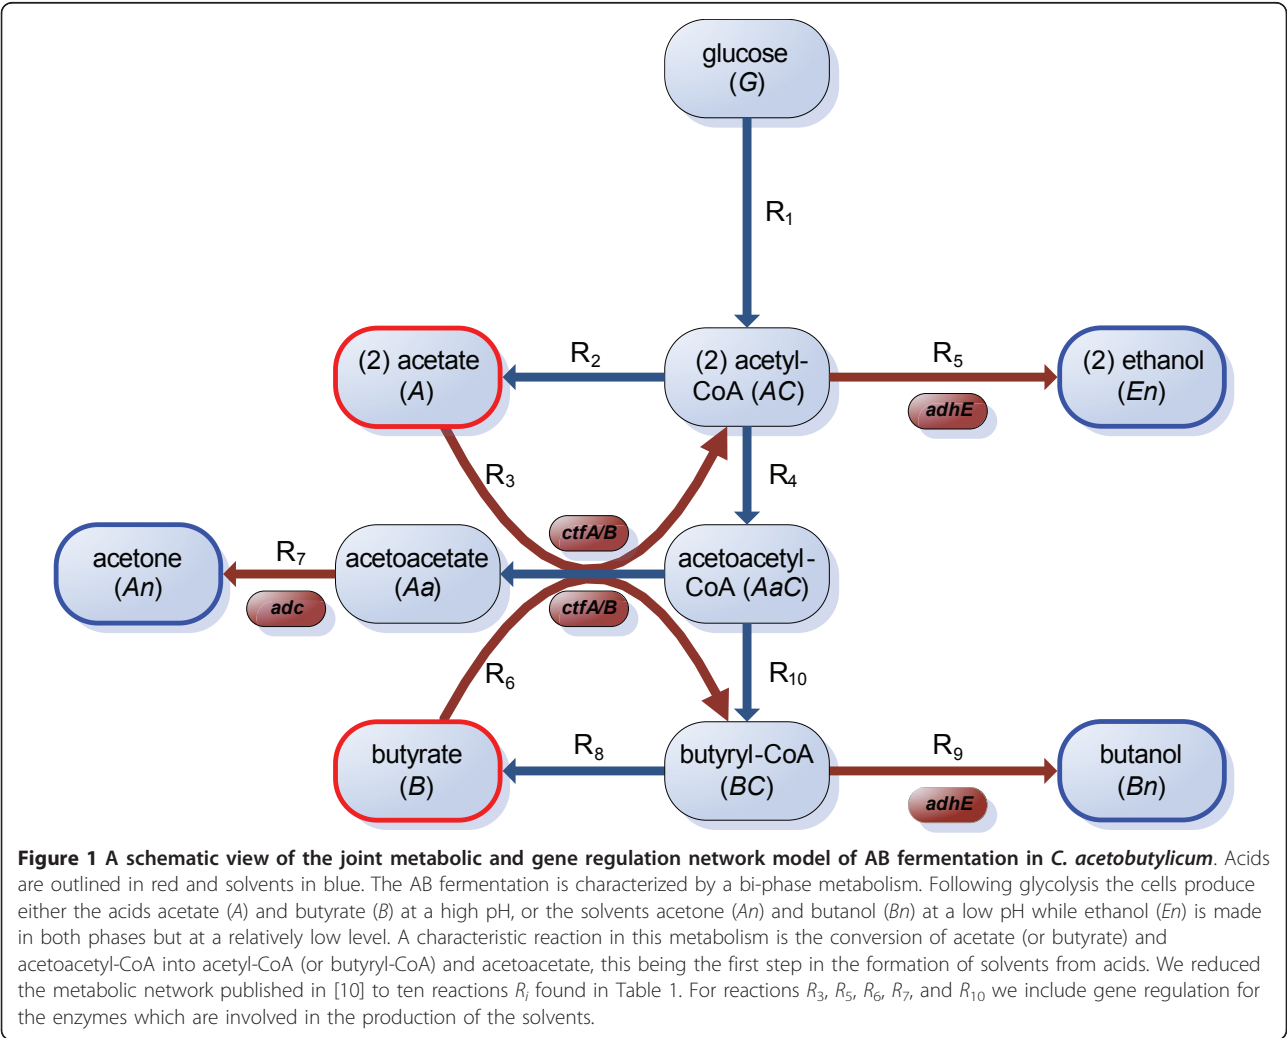 glucose
(G)
R1
(2) acetate
(A)
R2
(2) acetyl-
CoA (AC)
R5
adhE
(2) ethanol
(En)
R3
R4
ctfA/B
acetone
(An)
R7
adc
acetoacetate
(Aa)
acetoacetyl-
CoA (AaC)
ctfA/B
R6
R10
butyrate
(B)
R8
butyryl-CoA
(BC)
R9
adhE
butanol
(Bn)
Figure 1 A schematic view of the joint metabolic and gene regulation network model of AB fermentation in C. acetobutylicum. Acids
are outlined in red and solvents in blue. The AB fermentation is characterized by a bi-phase metabolism. Following glycolysis the cells produce
either the acids acetate (A) and butyrate (B) at a high pH, or the solvents acetone (An) and butanol (Bn) at a low pH while ethanol (En) is made
in both phases but at a relatively low level. A characteristic reaction in this metabolism is the conversion of acetate (or butyrate) and
acetoacetyl-CoA into acetyl-CoA (or butyryl-CoA) and acetoacetate, this being the first step in the formation of solvents from acids. We reduced
the metabolic network published in [10] to ten reactions Ri found in Table 1. For reactions R3, R5, R6, R7, and R10 we include gene regulation for
the enzymes which are involved in the production of the solvents.